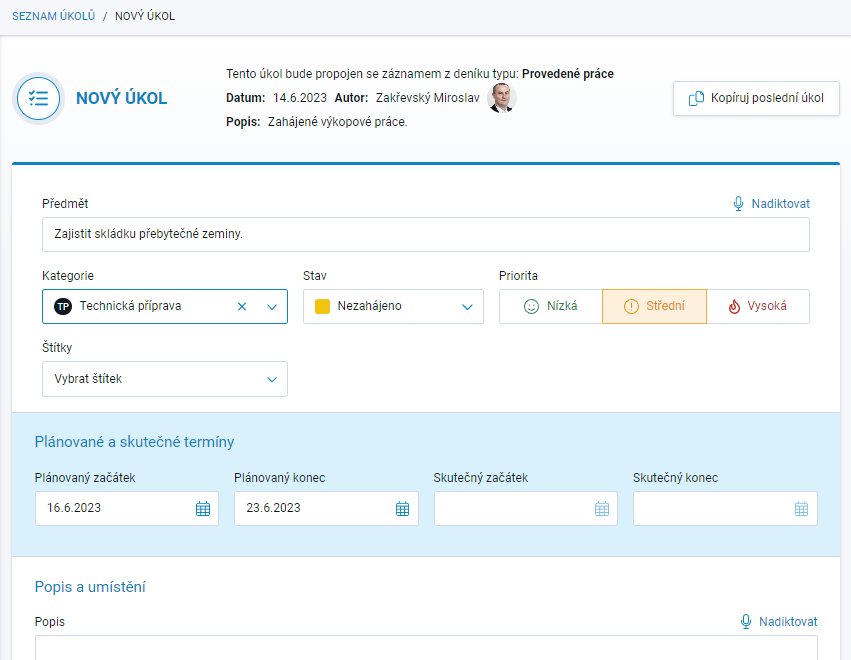 SEZNAM ÚKOLŮ / NOVÝ ÚKOL
NOVÝ ÚKOL
Tento úkol bude propojen se záznamem z deníku typu: Provedené práce
Datum: 14.6.2023 Autor: Zakřevský Miroslav
Popis: Zahájené výkopové práce.
Kopíruj poslední úkol
Předmět
Nadiktovat
Zajistit skládku přebytečné zeminy.
Kategorie Stav Priorita
TP Technická příprava Nezahájeno Nízká Střední Vysoká
Štítky
Vybrat štítek
Plánované a skutečné termíny
Plánovaný začátek Plánovaný konec Skutečný začátek Skutečný konec
16.6.2023 23.6.2023
Popis a umístění
Popis Nadiktovat